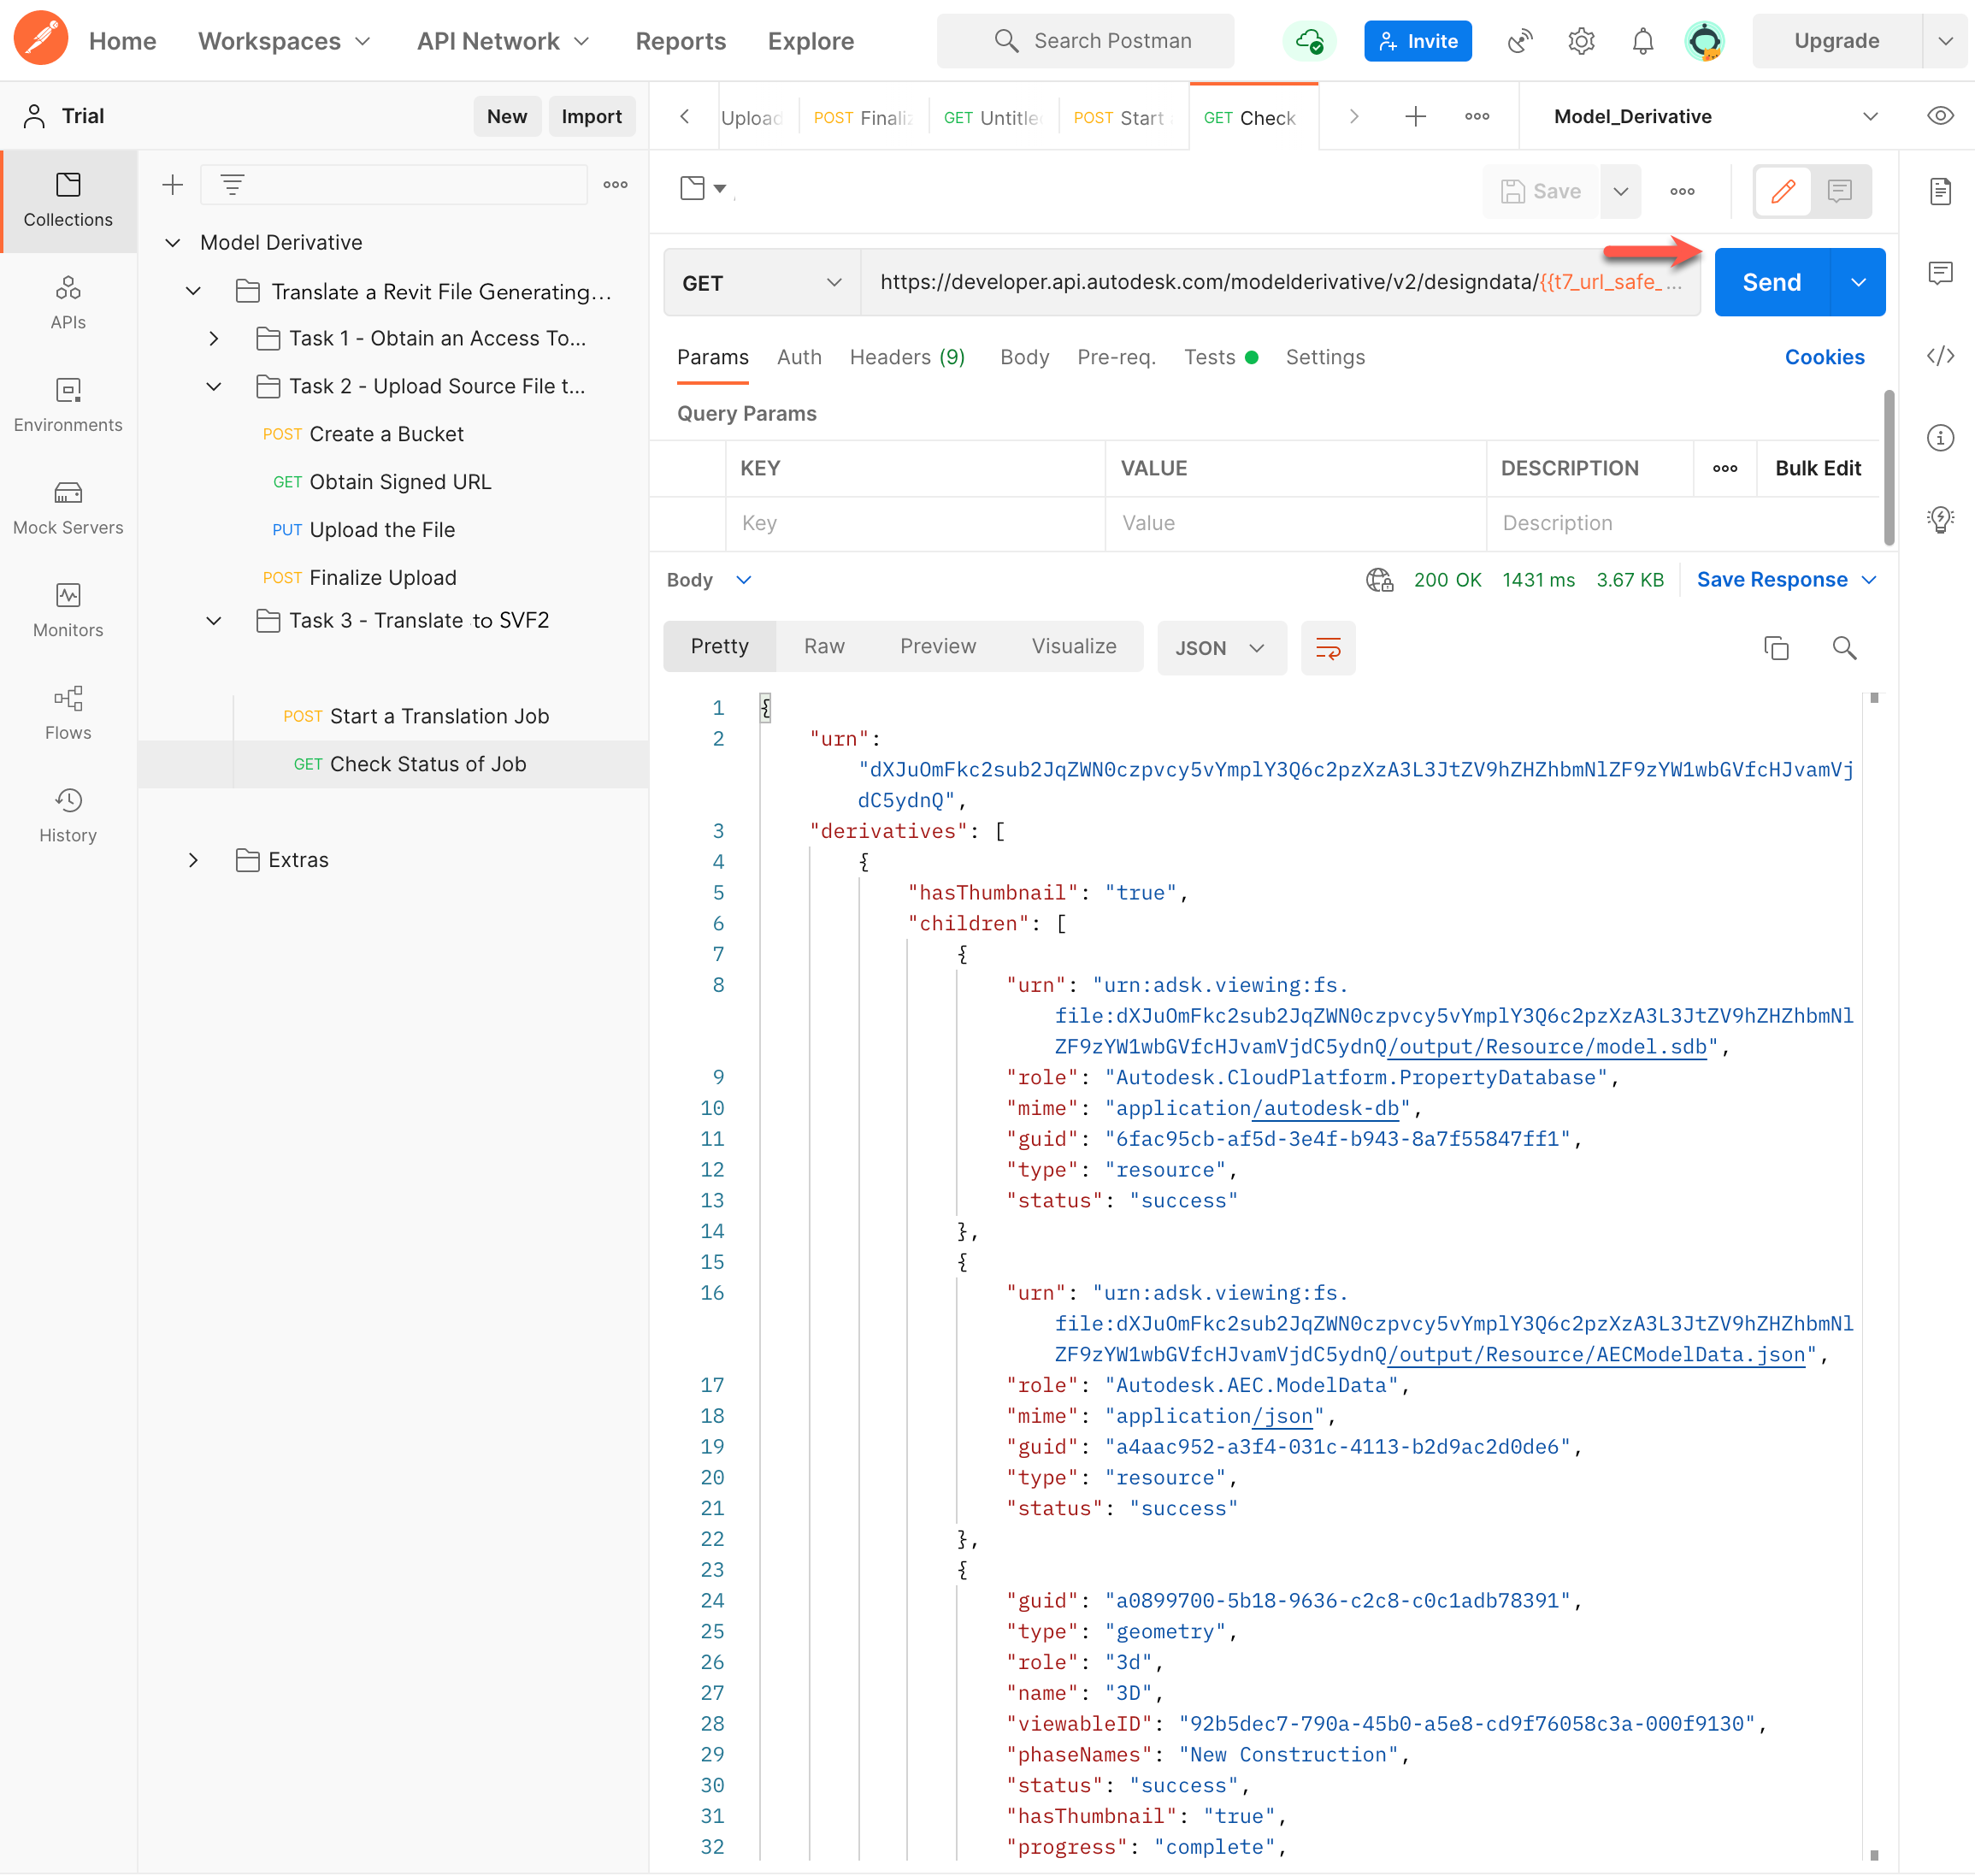 Home
Workspaces
API Network
Reports
Explore
Search Postman
Invite
Upgrade
Trial
New
Import
Upload
POST Finaliz
GET Untitle
POST Start
GET Check
Model_Derivative
Collections
APIs
Environments
Mock Servers
Monitors
Flows
History
Model Derivative
Translate a Revit File Generating...
Task 1 - Obtain an Access To...
Task 2 - Upload Source File t...
POST Create a Bucket
GET Obtain Signed URL
PUT Upload the File
POST Finalize Upload
Task 3 - Translate to SVF2
POST Start a Translation Job
GET Check Status of Job
Extras
Save
GET
https://developer.api.autodesk.com/modelderivative/v2/designdata/{{t7_url_safe_...
Send
Params
Auth
Headers (9)
Body
Pre-req.
Tests
Settings
Cookies
Query Params
KEY
VALUE
DESCRIPTION
Bulk Edit
Key
Value
Description
Body
200 OK
1431 ms
3.67 KB
Save Response
Pretty
Raw
Preview
Visualize
JSON
1 {
2 "urn":
"dXJuOmFkc2sub2JqZWN0czpvcy5vYmplY3Q6c2pzXzA3L3JtZV9hZHZhbmNlZF9zYW1wbGVfcHJvamVj
dC5ydnQ",
3 "derivatives": [
4 {
5 "hasThumbnail": "true",
6 "children": [
7 {
8 "urn": "urn:adsk.viewing:fs.
file:dXJuOmFkc2sub2JqZWN0czpvcy5vYmplY3Q6c2pzXzA3L3JtZV9hZHZhbmNl
ZF9zYW1wbGVfcHJvamVjdC5ydnQ/output/Resource/model.sdb",
9 "role": "Autodesk.CloudPlatform.PropertyDatabase",
10 "mime": "application/autodesk-db",
11 "guid": "6fac95cb-af5d-3e4f-b943-8a7f55847ff1",
12 "type": "resource",
13 "status": "success"
14 },
15 {
16 "urn": "urn:adsk.viewing:fs.
file:dXJuOmFkc2sub2JqZWN0czpvcy5vYmplY3Q6c2pzXzA3L3JtZV9hZHZhbmNl
ZF9zYW1wbGVfcHJvamVjdC5ydnQ/output/Resource/AECModelData.json",
17 "role": "Autodesk.AEC.ModelData",
18 "mime": "application/json",
19 "guid": "a4aac952-a3f4-031c-4113-b2d9ac2d0de6",
20 "type": "resource",
21 "status": "success"
22 },
23 {
24 "guid": "a0899700-5b18-9636-c2c8-c0c1adb78391",
25 "type": "geometry",
26 "role": "3d",
27 "name": "3D",
28 "viewableID": "92b5dec7-790a-45b0-a5e8-cd9f76058c3a-000f9130",
29 "phaseNames": "New Construction",
30 "status": "success",
31 "hasThumbnail": "true",
32 "progress": "complete",